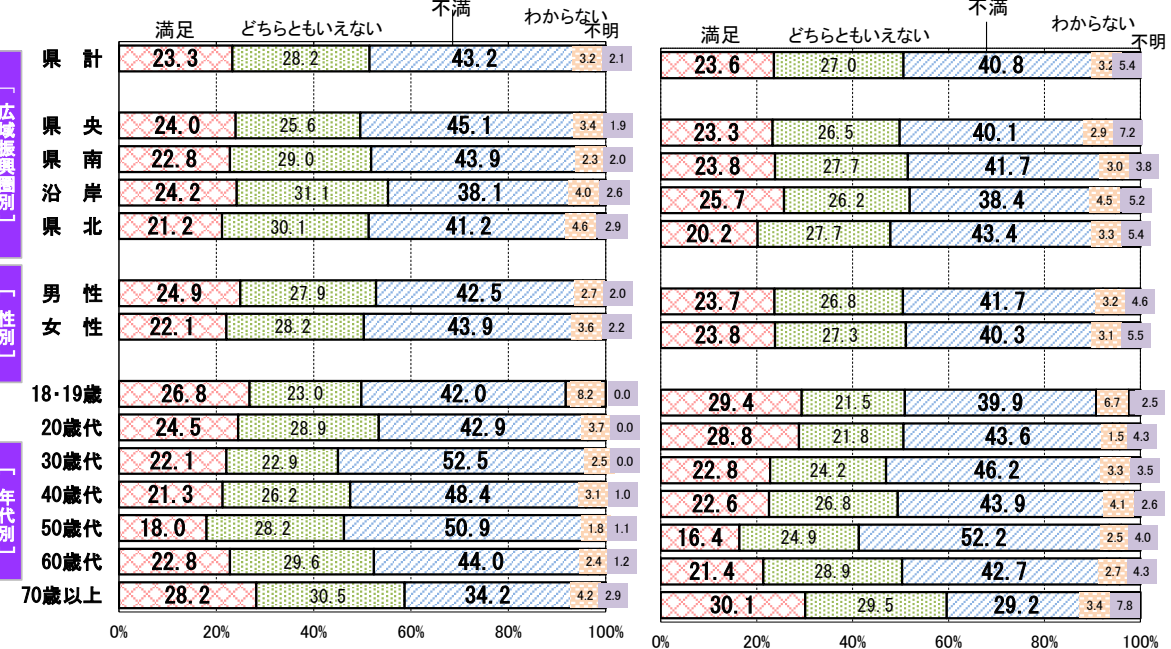 不満
わからない
満足 どちらともいえない 不明
[広域振興圏別]
県 計 23.3 28.2 43.2 3.2 2.1
県 央 24.0 25.6 45.1 3.4 1.9
県 南 22.8 29.0 43.9 2.3 2.0
沿 岸 24.2 31.1 38.1 4.0 2.6
県 北 21.2 30.1 41.2 4.6 2.9
[性別]
男 性 24.9 27.9 42.5 2.7 2.0
女 性 22.1 28.2 43.9 3.6 2.2
[年代別]
18・19歳 26.8 23.0 42.0 8.2 0.0
20歳代 24.5 28.9 42.9 3.7 0.0
30歳代 22.1 22.9 52.5 2.5 0.0
40歳代 21.3 26.2 48.4 3.1 1.0
50歳代 18.0 28.2 50.9 1.8 1.1
60歳代 22.8 29.6 44.0 2.4 1.2
70歳以上 28.2 30.5 34.2 4.2 2.9
0% 20% 40% 60% 80% 100%
不満
わからない
満足 どちらともいえない 不明
23.6 27.0 40.8 3.2 5.4
23.3 26.5 40.1 2.9 7.2
23.8 27.7 41.7 3.0 3.8
25.7 26.2 38.4 4.5 5.2
20.2 27.7 43.4 3.3 5.4
23.7 26.8 41.7 3.2 4.6
23.8 27.3 40.3 3.1 5.5
29.4 21.5 39.9 6.7 2.5
28.8 21.8 43.6 1.5 4.3
22.8 24.2 46.2 3.3 3.5
22.6 26.8 43.9 4.1 2.6
16.4 24.9 52.2 2.5 4.0
21.4 28.9 42.7 2.7 4.3
30.1 29.5 29.2 3.4 7.8
0% 20% 40% 60% 80% 100%